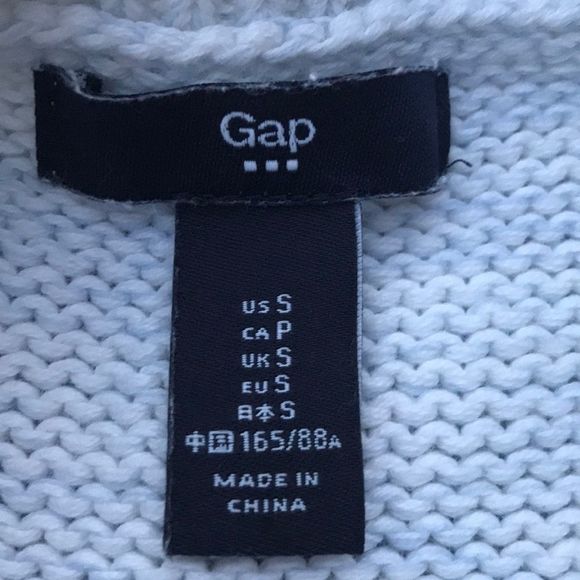 Gap
US S
CA P
UK S
EU S
日本 S
中国 165/88A
MADE IN
CHINA